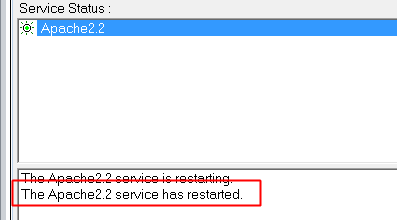 Service Status :
Apache2.2
The Apache2.2 service is restarting.
The Apache2.2 service has restarted.